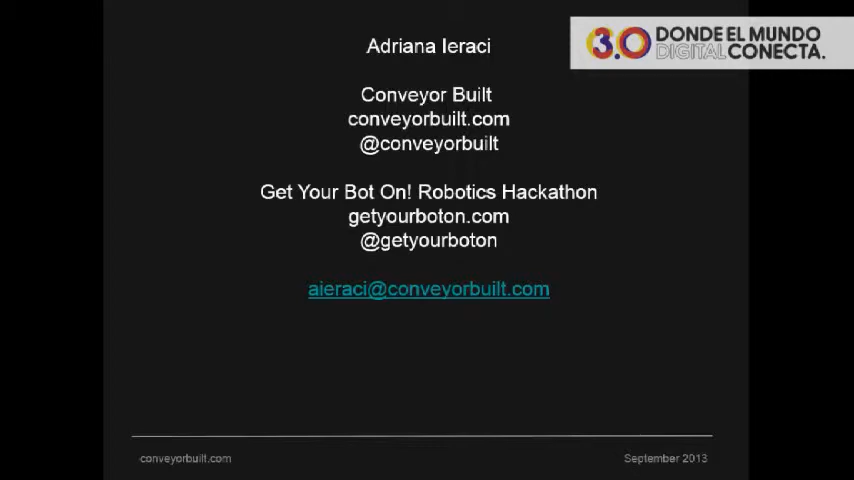 Adriana Ieraci
3.0 DONDE EL MUNDO
DIGITAL CONECTA.
Conveyor Built
conveyorbuilt.com
@conveyorbuilt
Get Your Bot On! Robotics Hackathon
getyourboton.com
@getyourboton
aieraci@conveyorbuilt.com
conveyorbuilt.com
September 2013